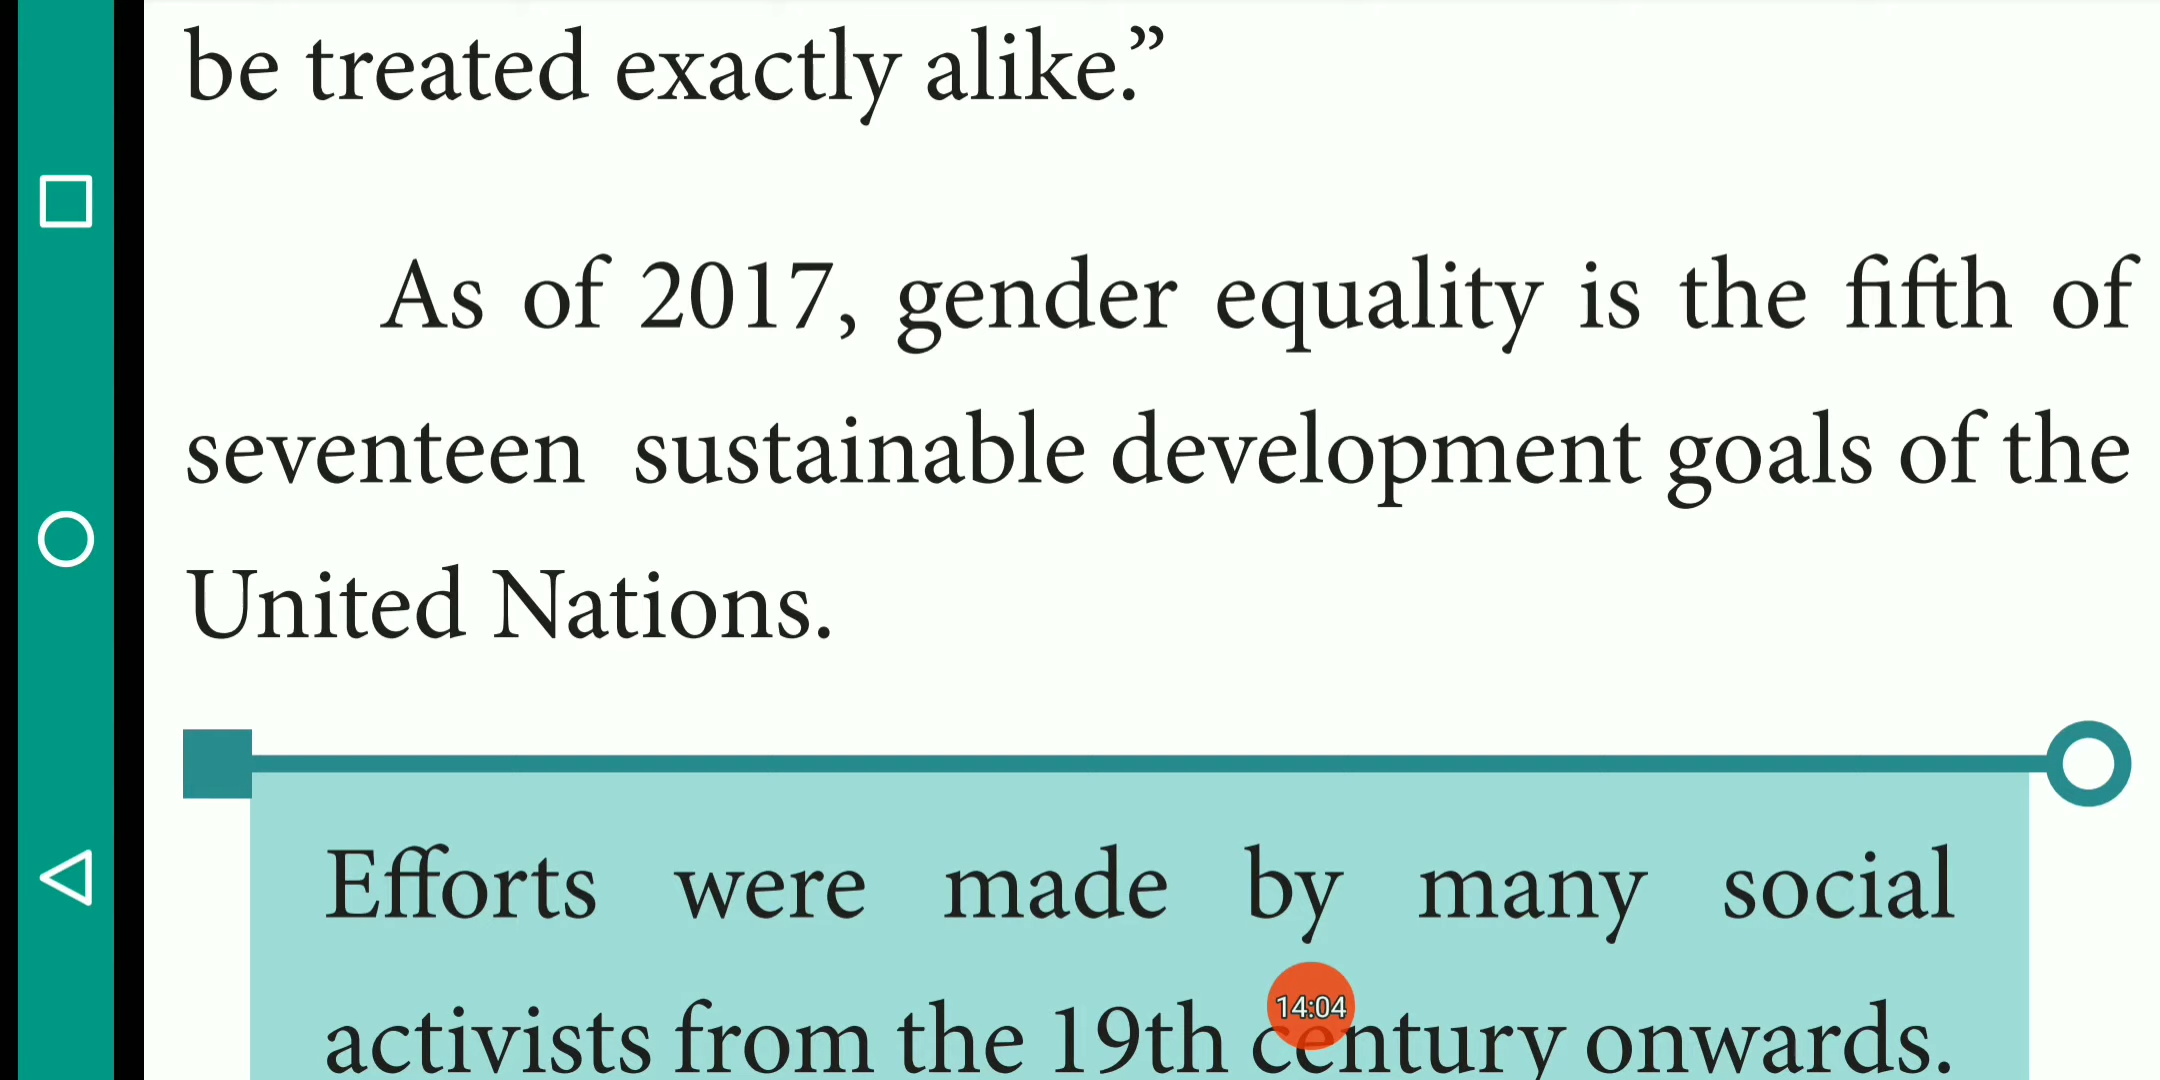 be treated exactly alike.”
As of 2017, gender equality is the fifth of
seventeen sustainable development goals of the
United Nations.
Efforts were made by many social
activists from the 19th century onwards.
14:04